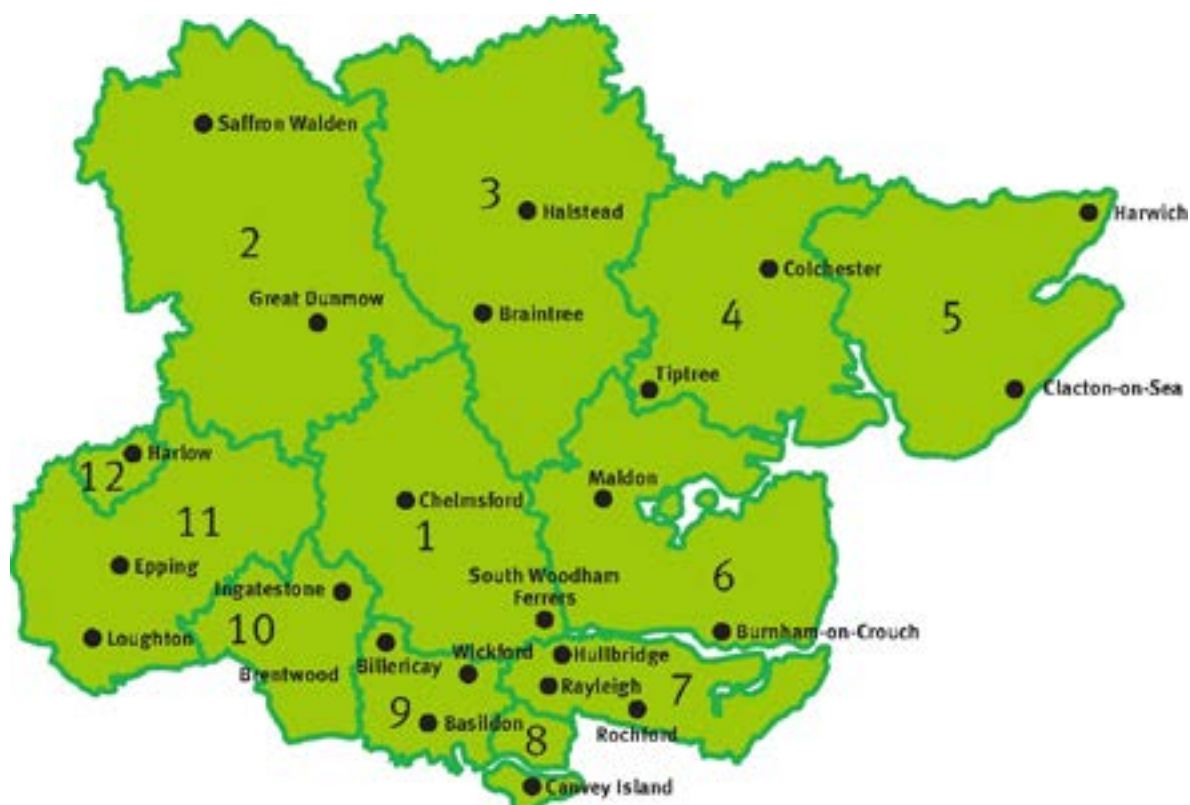 Saffron Walden
3
Halstead
Harwich
2
Colchester
Great Dunmow
Braintree
4
5
Tiptree
Clacton-on-Sea
Harlow
12
Maldon
Chelmsford
11
1
Epping
6
Ingatestone
South Woodham
Ferrers
10
Loughton
Burnham-on-Crouch
Billericay
Wickford
Hullbridge
Brentwood
Rayleigh
7
9
Basildon
Rochford
8
Canvey Island